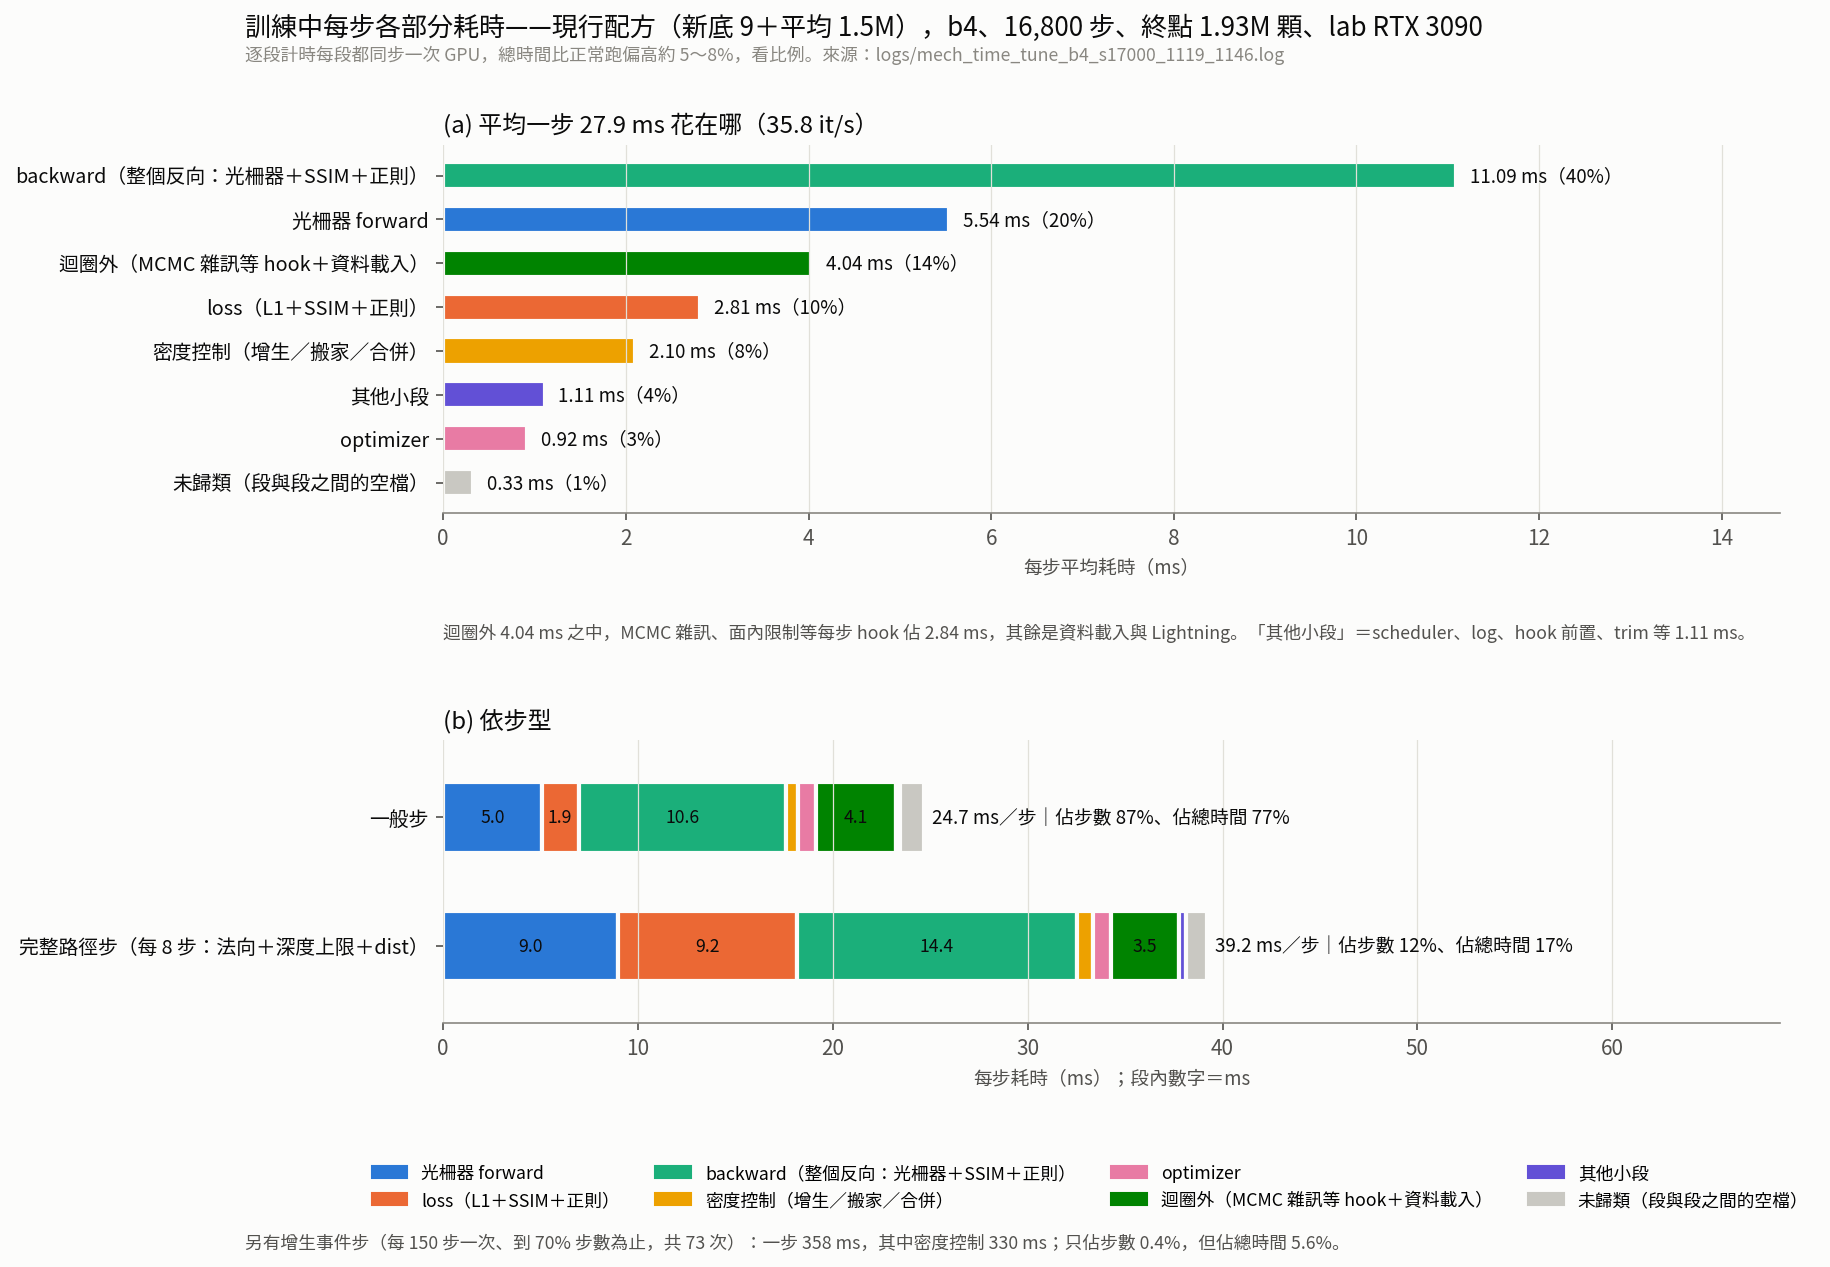 訓練中每步各部分耗時——現行配方（新底 9＋平均 1.5M），b4、16,800 步、終點 1.93M 顆、lab RTX 3090
逐段計時每段都同步一次 GPU，總時間比正常跑偏高約 5～8%，看比例。來源：logs/mech_time_tune_b4_s17000_1119_1146.log
(a) 平均一步 27.9 ms 花在哪（35.8 it/s）
backward（整個反向：光柵器＋SSIM＋正則） 11.09 ms（40%）
光柵器 forward 5.54 ms（20%）
迴圈外（MCMC 雜訊等 hook＋資料載入） 4.04 ms（14%）
loss（L1＋SSIM＋正則） 2.81 ms（10%）
密度控制（增生／搬家／合併） 2.10 ms（8%）
其他小段 1.11 ms（4%）
optimizer 0.92 ms（3%）
未歸類（段與段之間的空檔） 0.33 ms（1%）
0 2 4 6 8 10 12 14
每步平均耗時（ms）
迴圈外 4.04 ms 之中，MCMC 雜訊、面內限制等每步 hook 佔 2.84 ms，其餘是資料載入與 Lightning。「其他小段」＝scheduler、log、hook 前置、trim 等 1.11 ms。
(b) 依步型
一般步 5.0 1.9 10.6 4.1 24.7 ms／步｜佔步數 87%、佔總時間 77%
完整路徑步（每 8 步：法向＋深度上限＋dist） 9.0 9.2 14.4 3.5 39.2 ms／步｜佔步數 12%、佔總時間 17%
0 10 20 30 40 50 60
每步耗時（ms）；段內數字＝ms
光柵器 forward backward（整個反向：光柵器＋SSIM＋正則） optimizer 其他小段
loss（L1＋SSIM＋正則） 密度控制（增生／搬家／合併） 迴圈外（MCMC 雜訊等 hook＋資料載入） 未歸類（段與段之間的空檔）
另有增生事件步（每 150 步一次、到 70% 步數為止，共 73 次）：一步 358 ms，其中密度控制 330 ms；只佔步數 0.4%，但佔總時間 5.6%。